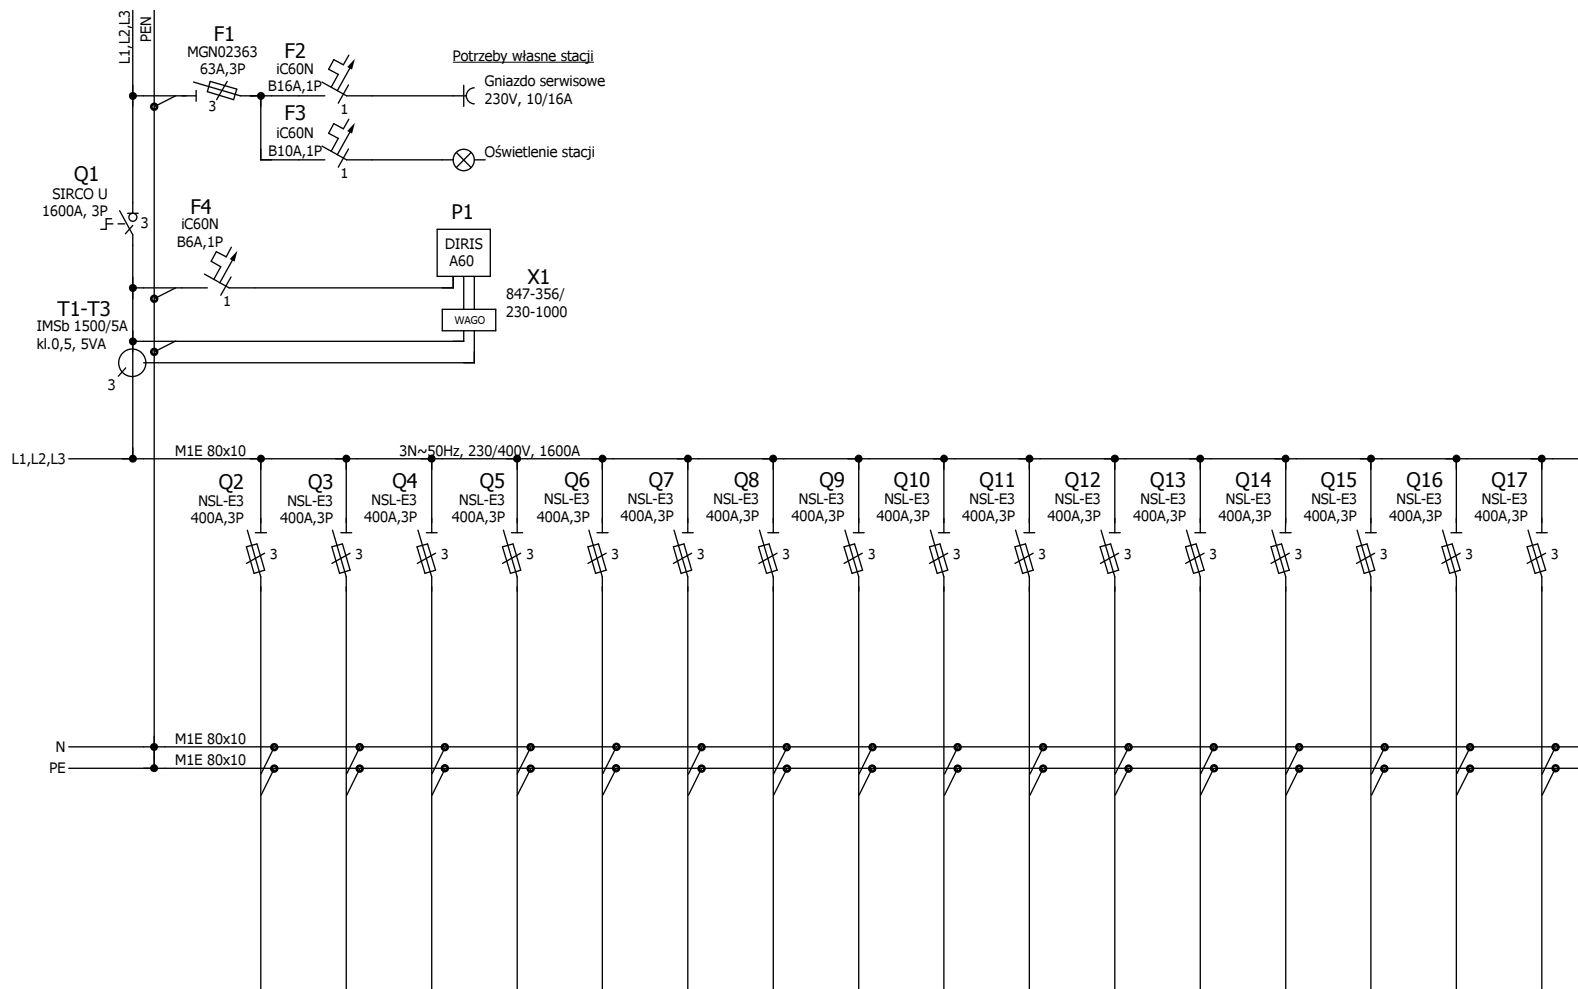 L1,L2,L3
PEN
F1
MGN02363
63A,3P
3
F2
iC60N
B16A,1P
1
Potrzeby własne stacji
Gniazdo serwisowe
230V, 10/16A
F3
iC60N
B10A,1P
1
Oświetlenie stacji
Q1
SIRCO U
1600A, 3P
3
F4
iC60N
B6A,1P
1
P1
DIRIS
A60
X1
847-356/
230-1000
WAGO
T1-T3
IMSb 1500/5A
kl.0,5, 5VA
3
L1,L2,L3
M1E 80x10
3N~50Hz, 230/400V, 1600A
Q2
NSL-E3
400A,3P
3
Q3
NSL-E3
400A,3P
3
Q4
NSL-E3
400A,3P
3
Q5
NSL-E3
400A,3P
3
Q6
NSL-E3
400A,3P
3
Q7
NSL-E3
400A,3P
3
Q8
NSL-E3
400A,3P
3
Q9
NSL-E3
400A,3P
3
Q10
NSL-E3
400A,3P
3
Q11
NSL-E3
400A,3P
3
Q12
NSL-E3
400A,3P
3
Q13
NSL-E3
400A,3P
3
Q14
NSL-E3
400A,3P
3
Q15
NSL-E3
400A,3P
3
Q16
NSL-E3
400A,3P
3
Q17
NSL-E3
400A,3P
3
N
M1E 80x10
PE
M1E 80x10